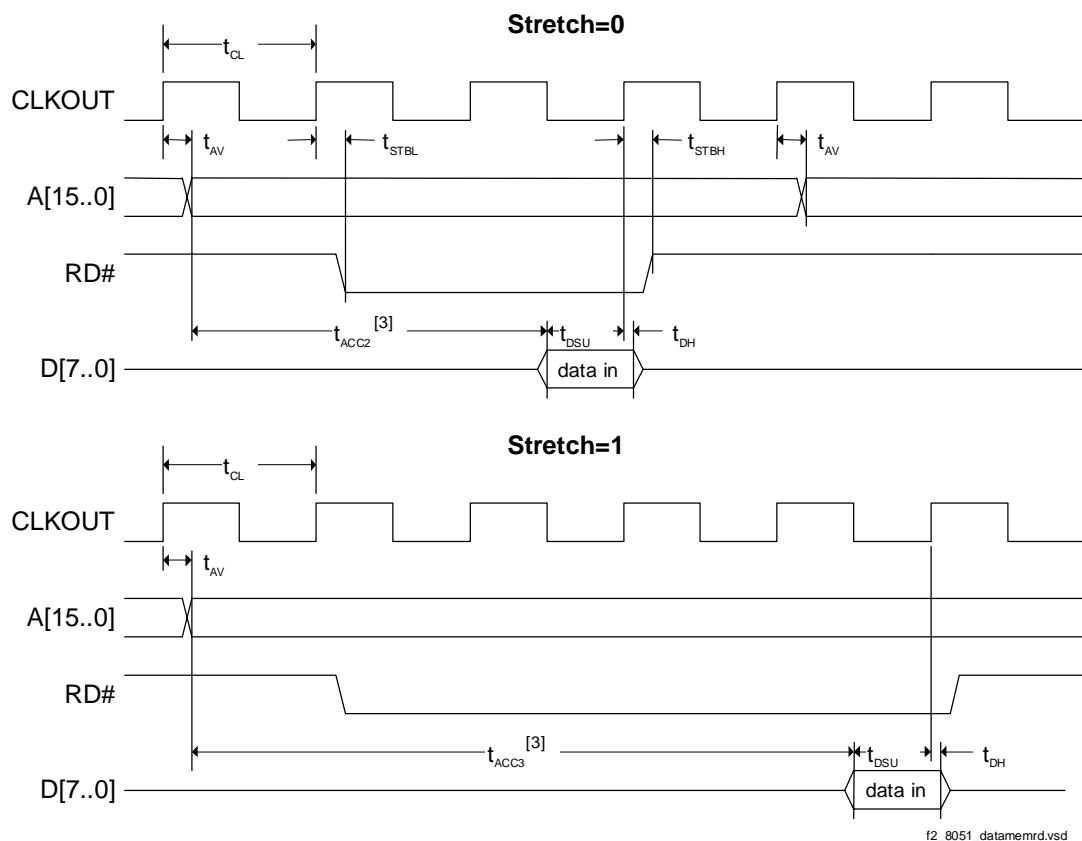 Stretch=0
tCL
CLKOUT
tAV tSTBL tSTBH tAV
A[15..0]
RD#
tACC2[3] tDSU tDH
D[7..0] data in
Stretch=1
tCL
CLKOUT
tAV
A[15..0]
RD#
tACC3[3] tDSU tDH
D[7..0] data in
f2_8051_datamemrd.vsd